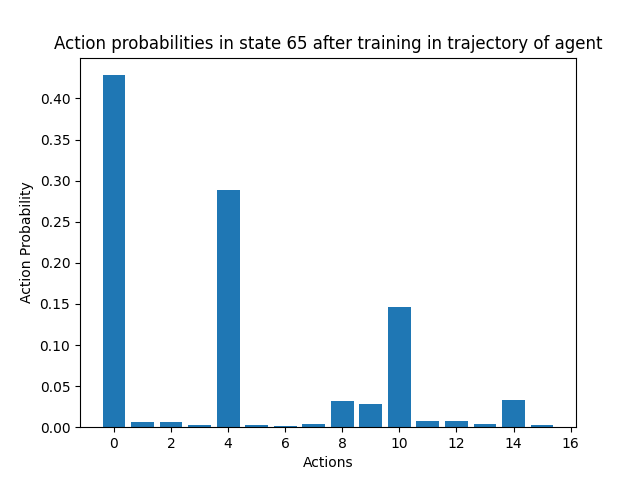 Action probabilities in state 65 after training in trajectory of agent
0.40
0.35
0.30
0.25
0.20
0.15
0.10
0.05
0.00
Action Probability
0 2 4 6 8 10 12 14 16
Actions